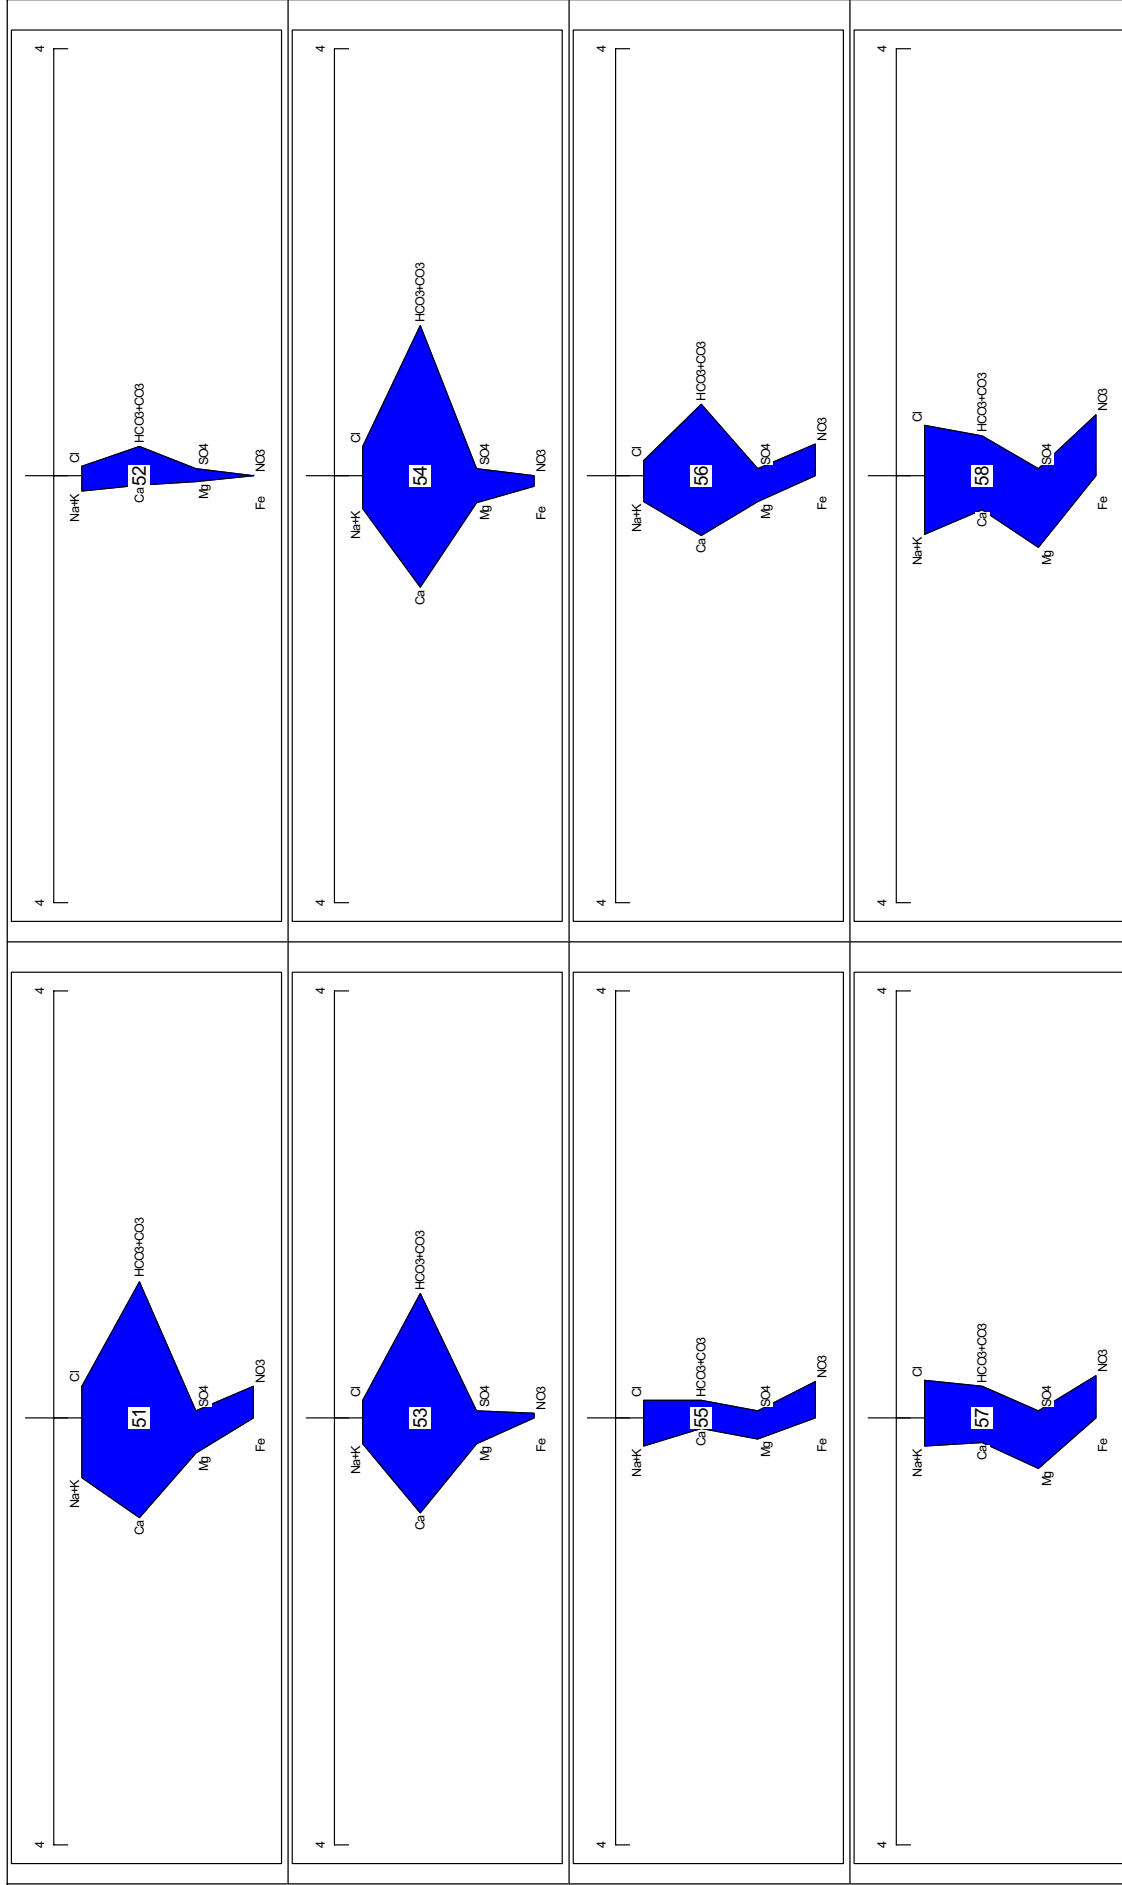 4 4
Na+K Cl
Ca 51 HCO3+CO3
Mg SO4
Fe NO3
4 4
Na+K Cl
Ca 52 HCO3+CO3
Mg SO4
Fe NO3
4 4
Na+K Cl
Ca 53 HCO3+CO3
Mg SO4
Fe NO3
4 4
Na+K Cl
Ca 54 HCO3+CO3
Mg SO4
Fe NO3
4 4
Na+K Cl
Ca 55 HCO3+CO3
Mg SO4
Fe NO3
4 4
Na+K Cl
Ca 56 HCO3+CO3
Mg SO4
Fe NO3
4 4
Na+K Cl
Ca 57 HCO3+CO3
Mg SO4
Fe NO3
4 4
Na+K Cl
Ca 58 HCO3+CO3
Mg SO4
Fe NO3